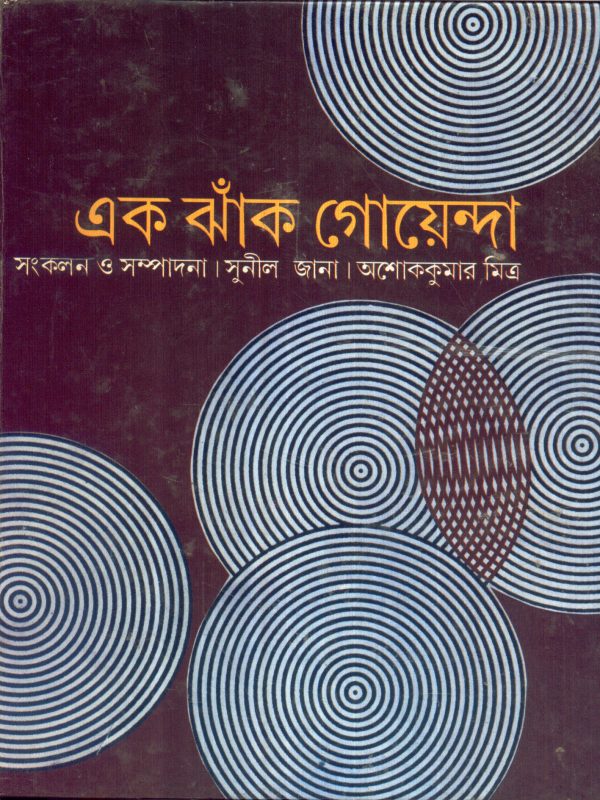 এক ঝাঁক গোয়েন্দা
সংকলন ও সম্পাদনা । সুনীল জানা । অশোককুমার মিত্র